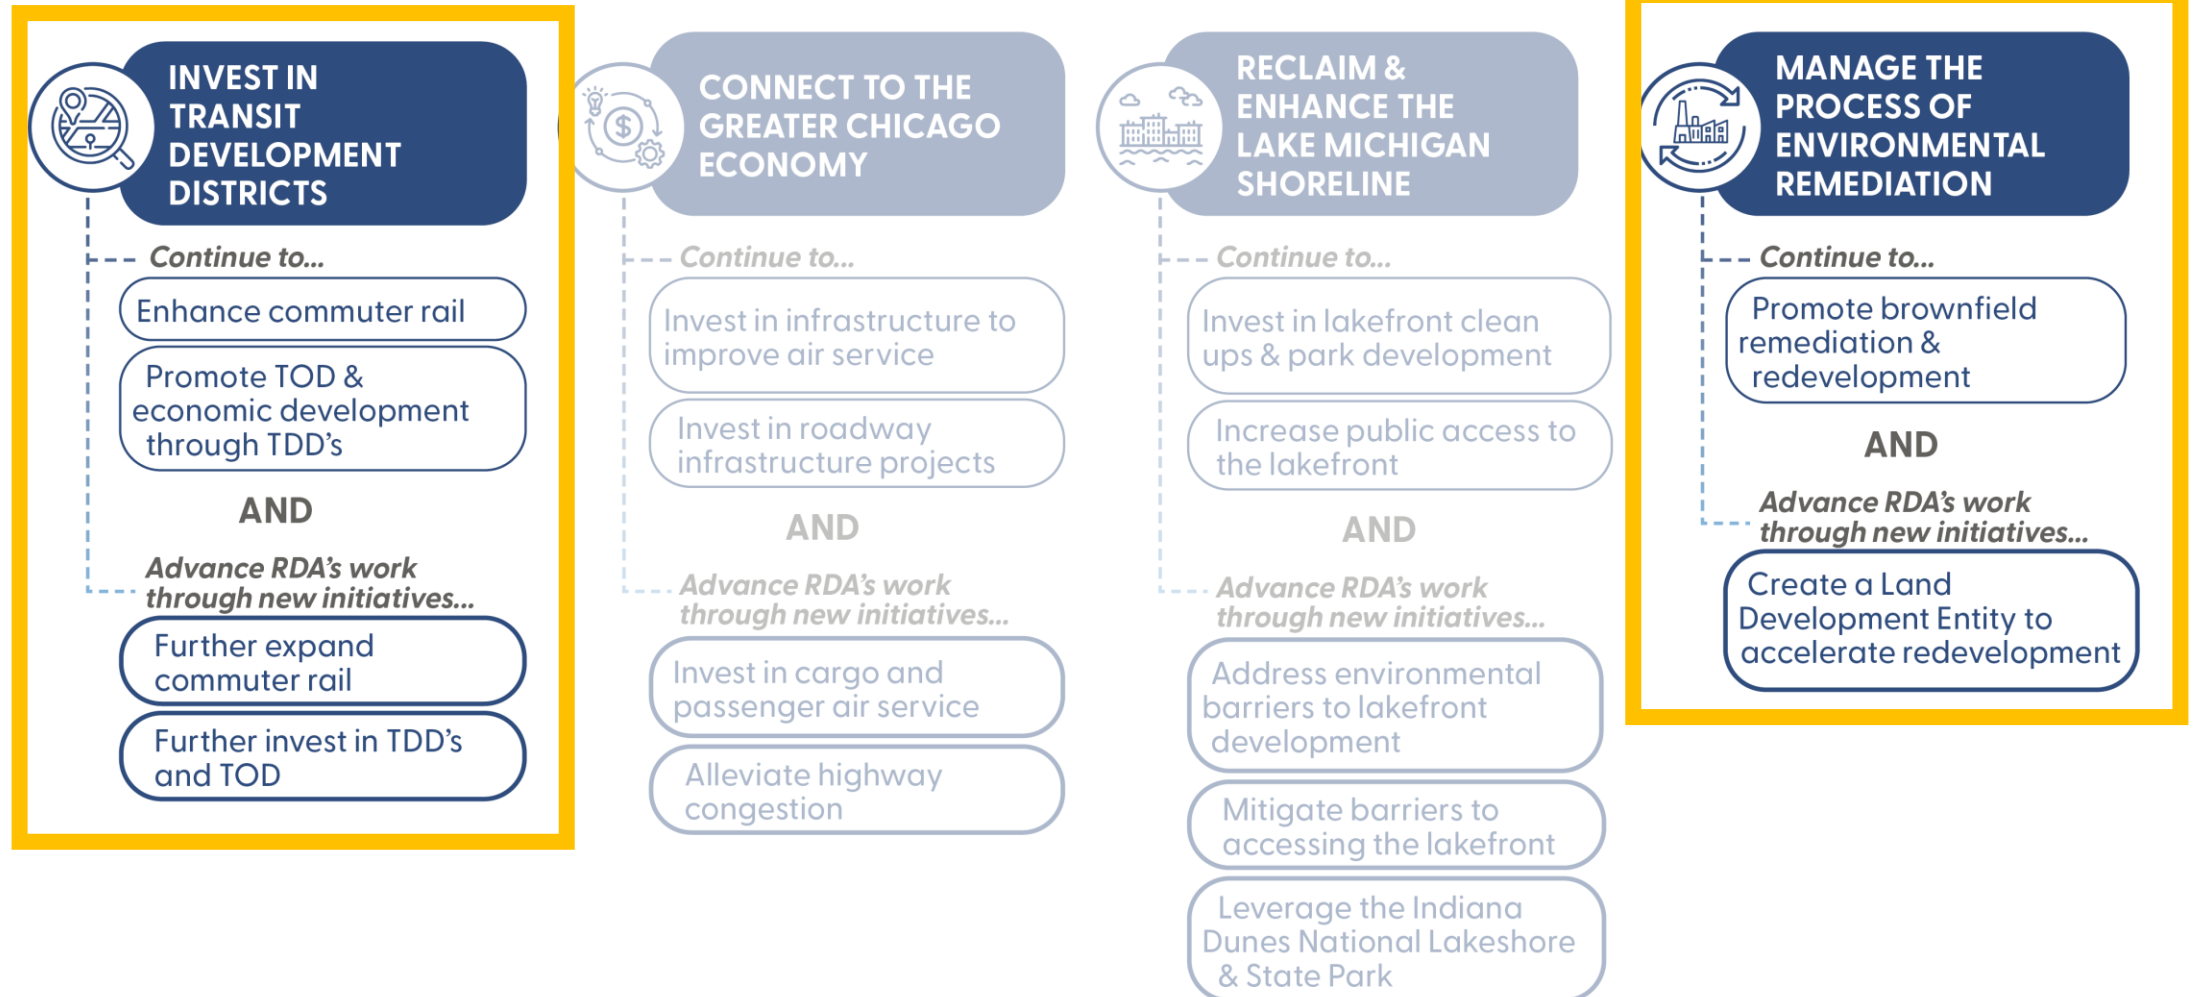 INVEST IN
TRANSIT
DEVELOPMENT
DISTRICTS
Continue to...
Enhance commuter rail
Promote TOD &
economic development
through TDD's
AND
Advance RDA's work
through new initiatives...
Further expand
commuter rail
Further invest in TDD's
and TOD
$
CONNECT TO THE
GREATER CHICAGO
ECONOMY
Continue to...
Invest in infrastructure to
improve air service
Invest in roadway
infrastructure projects
AND
Advance RDA's work
through new initiatives...
Invest in cargo and
passenger air service
Alleviate highway
congestion
RECLAIM &
ENHANCE THE
LAKE MICHIGAN
SHORELINE
Continue to...
Invest in lakefront clean
ups & park development
Increase public access to
the lakefront
AND
Advance RDA's work
through new initiatives...
Address environmental
barriers to lakefront
development
Mitigate barriers to
accessing the lakefront
Leverage the Indiana
Dunes National Lakeshore
& State Park
MANAGE THE
PROCESS OF
ENVIRONMENTAL
REMEDIATION
Continue to...
Promote brownfield
remediation &
redevelopment
AND
Advance RDA's work
through new initiatives...
Create a Land
Development Entity to
accelerate redevelopment